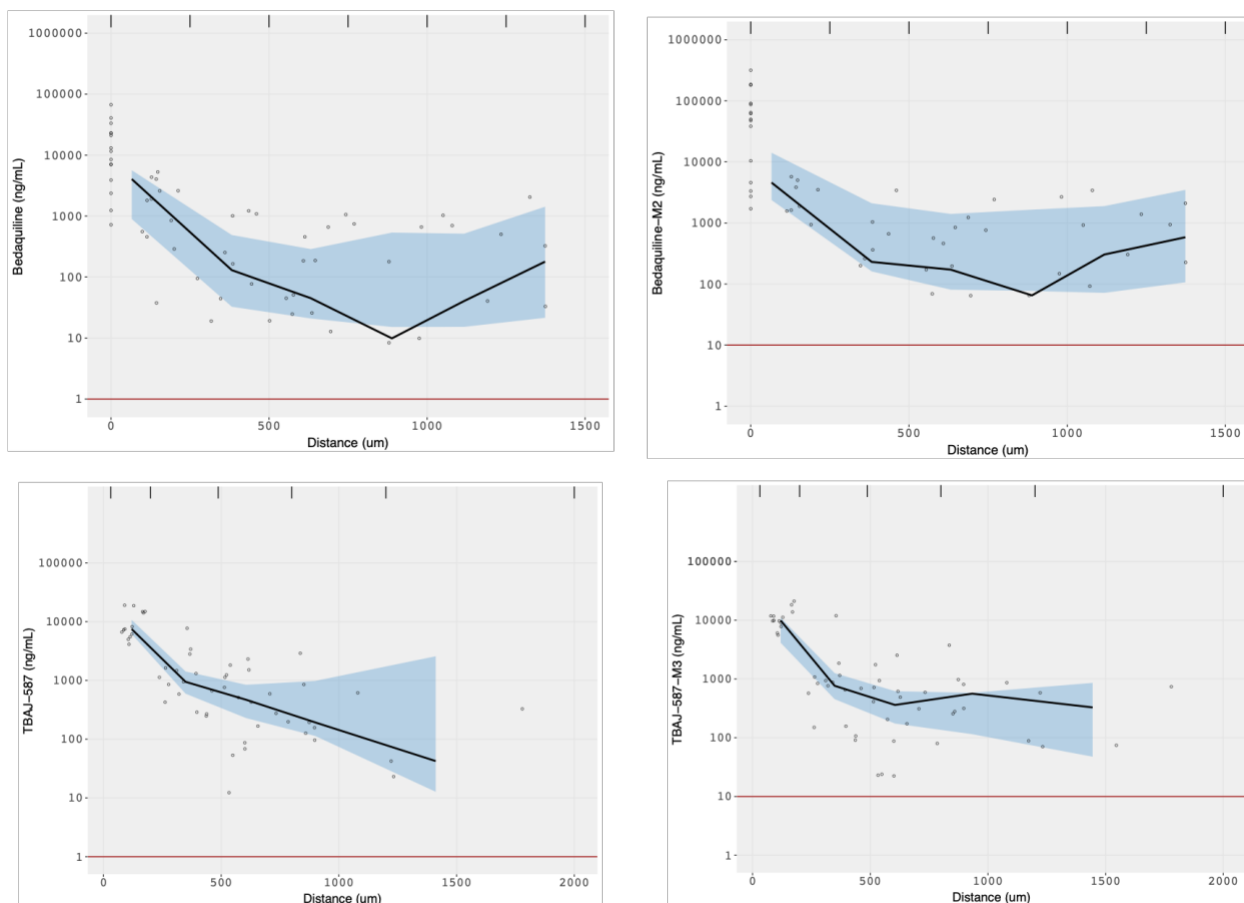 1000000
100000
10000
1000
100
10
1
Bedaquiline (ng/mL)
0 500 1000 1500
Distance (um)
1000000
100000
10000
1000
100
10
1
Bedaquiline-M2 (ng/mL)
0 500 1000 1500
Distance (um)
100000
10000
1000
100
10
1
TBAJ-587 (ng/mL)
0 500 1000 1500 2000
Distance (um)
100000
10000
1000
100
10
1
TBAJ-587-M3 (ng/mL)
0 500 1000 1500 2000
Distance (um)